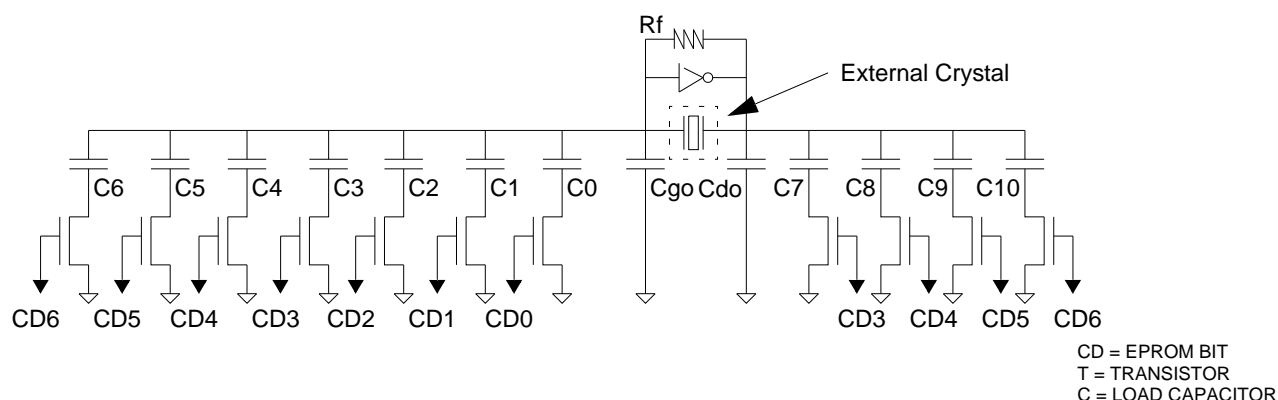 Rf
External Crystal
C6 C5 C4 C3 C2 C1 C0 Cgo Cdo C7 C8 C9 C10
CD6 CD5 CD4 CD3 CD2 CD1 CD0 CD3 CD4 CD5 CD6
CD = EPROM BIT
T = TRANSISTOR
C = LOAD CAPACITOR